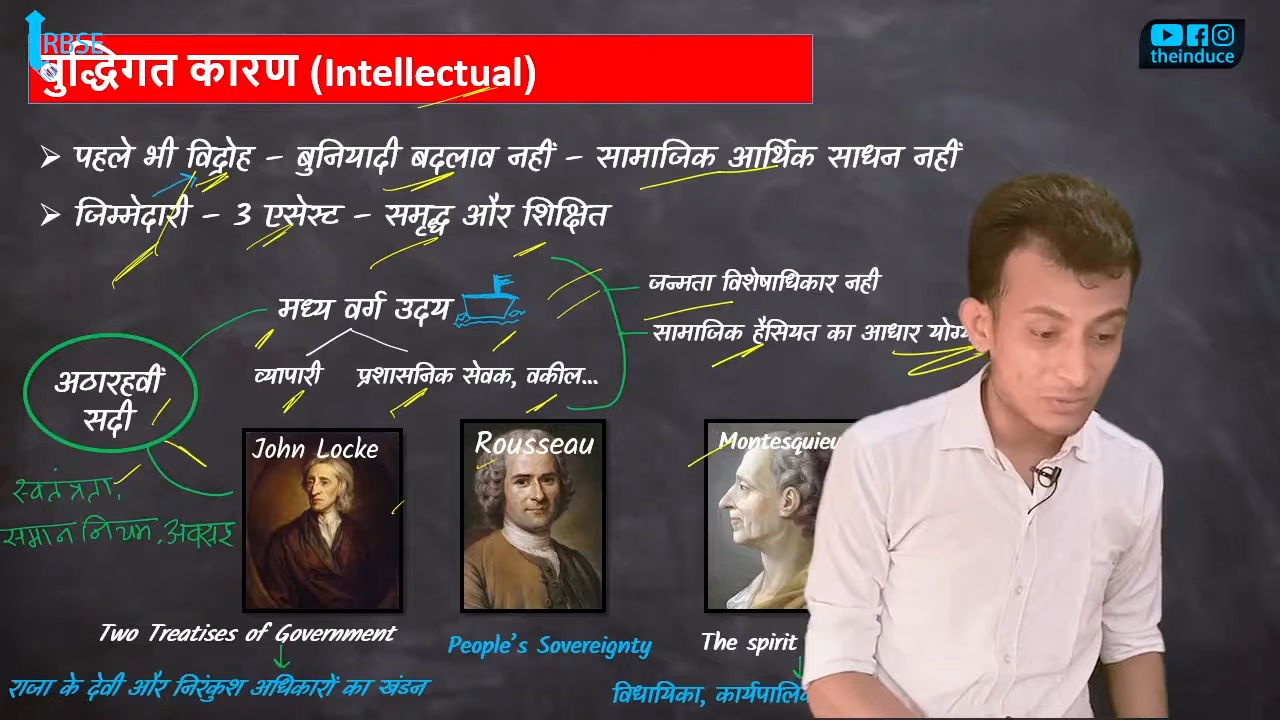 RBSE
theinduce
बुद्धिगत कारण (Intellectual)
➢ पहले भी विद्रोह – बुनियादी बदलाव नहीं – सामाजिक आर्थिक साधन नहीं
➢ जिम्मेदारी – 3 एसेस्ट – समृद्ध और शिक्षित
जन्मता विशेषाधिकार नही
मध्य वर्ग उदय
सामाजिक हैसियत का आधार
व्यापारी प्रशासनिक सेवक, वकील...
अठारहवीं
सदी
John Locke
Rousseau
Montesquieu
स्वतंत्रता,
समान नियम,
Two Treatises of Government
People's Sovereignty
The spirit
राजा के देवी और निरंकुश अधिकारों का खंडन
विधायिका,